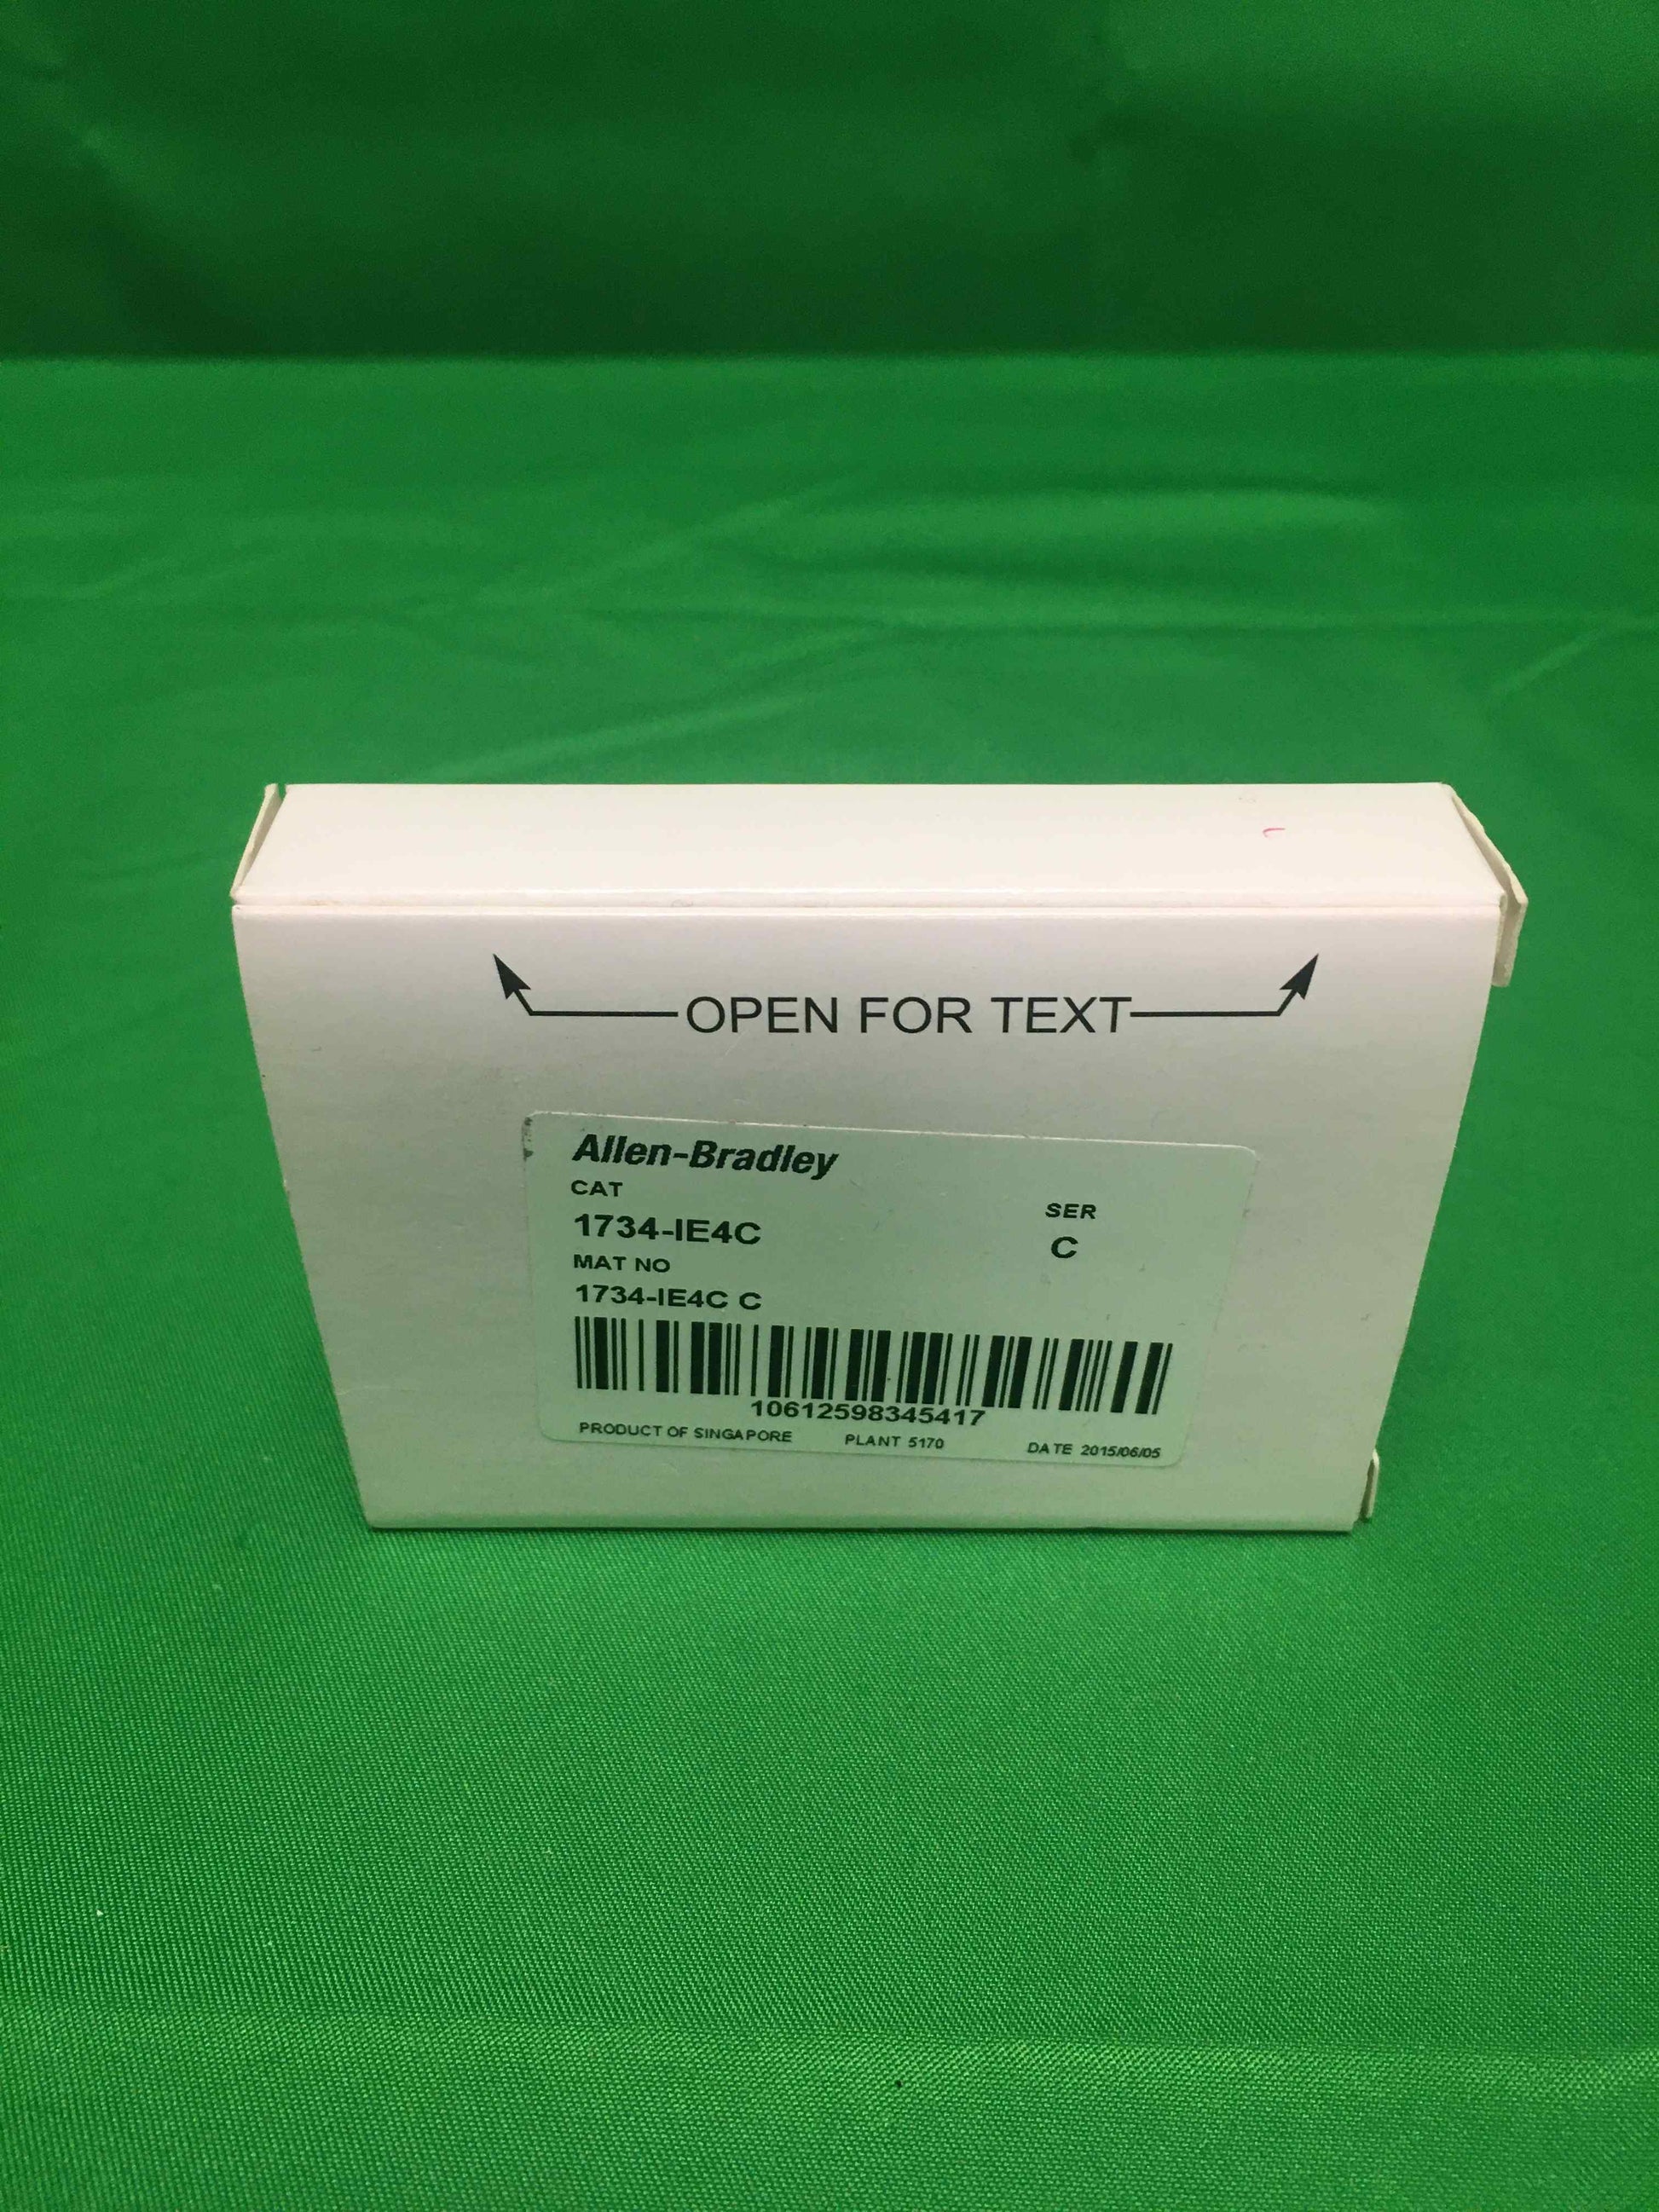 OPEN FOR TEXT
Allen-Bradley
CAT
SER
1734-IE4C
C
MAT NO
1734-IE4C C
10612598345417
PRODUCT OF SINGAPORE PLANT 5170 DATE 2015/06/05